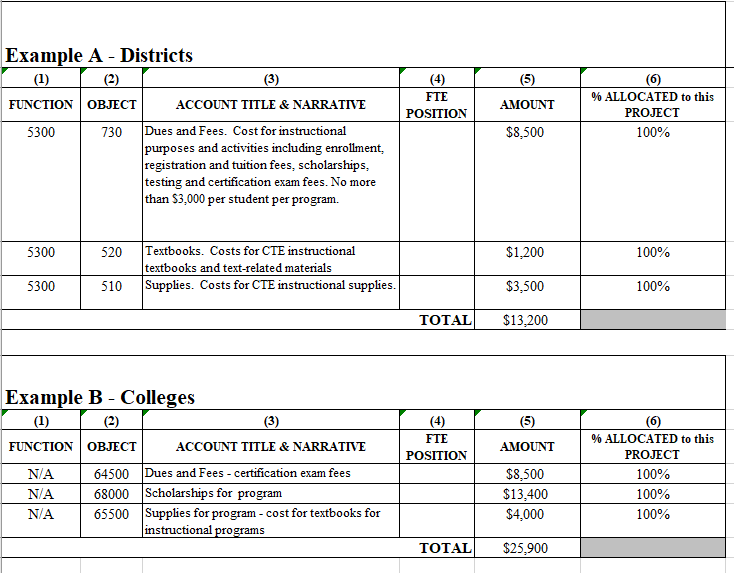 Example A - Districts
(1) (2) (3) (4) (5) (6)
FUNCTION OBJECT ACCOUNT TITLE & NARRATIVE FTE POSITION AMOUNT % ALLOCATED to this PROJECT
5300 730 Dues and Fees. Cost for instructional $8,500 100%
purposes and activities including enrollment,
registration and tuition fees, scholarships,
testing and certification exam fees. No more
than $3,000 per student per program.
5300 520 Textbooks. Costs for CTE instructional $1,200 100%
textbooks and text-related materials
5300 510 Supplies. Costs for CTE instructional supplies. $3,500 100%
TOTAL $13,200
Example B - Colleges
(1) (2) (3) (4) (5) (6)
FUNCTION OBJECT ACCOUNT TITLE & NARRATIVE FTE POSITION AMOUNT % ALLOCATED to this PROJECT
N/A 64500 Dues and Fees - certification exam fees $8,500 100%
N/A 68000 Scholarships for program $13,400 100%
N/A 65500 Supplies for program - cost for textbooks for $4,000 100%
instructional programs
TOTAL $25,900